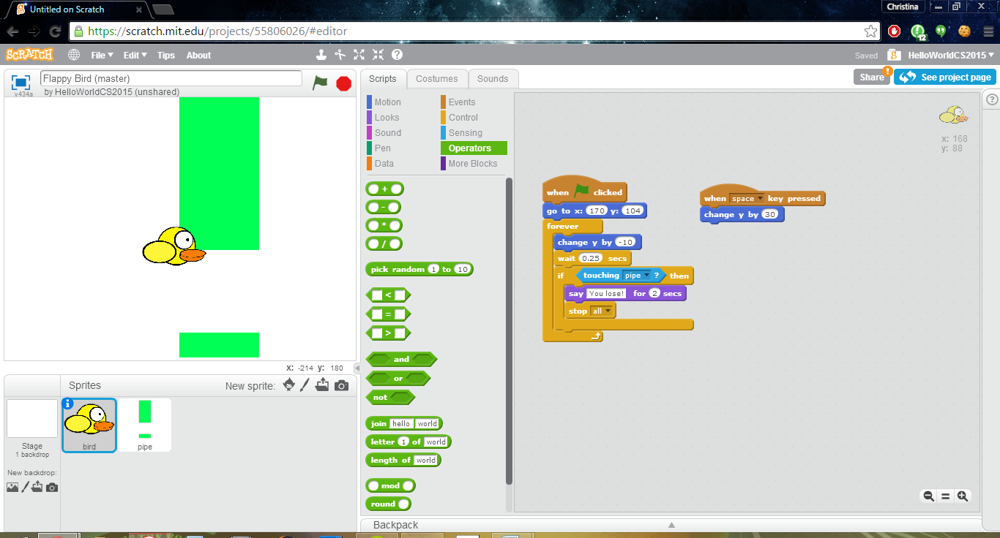 Untitled on Scratch
Christina
https://scratch.mit.edu/projects/55806026/#editor
12
SCRATCH
File Edit Tips About
Saved
HelloWorldCS2015
Flappy Bird (master)
by HelloWorldCS2015 (unshared)
v434a
Scripts Costumes Sounds
Share
!
See project page
?
Motion Events
Looks Control
Sound Sensing
Pen Operators
Data More Blocks
+
-
*
/
pick random 1 to 10
<
=
>
and
or
not
join hello world
letter 1 of world
length of world
mod
round
x: 168
y: 88
when clicked
go to x: 170 y: 104
forever
change y by -10
wait 0.25 secs
if touching pipe ? then
say You lose! for 2 secs
stop all
when space key pressed
change y by 30
x: -214 y: 180
Sprites
New sprite:
Stage
1 backdrop
New backdrop:
i
bird
pipe
Backpack